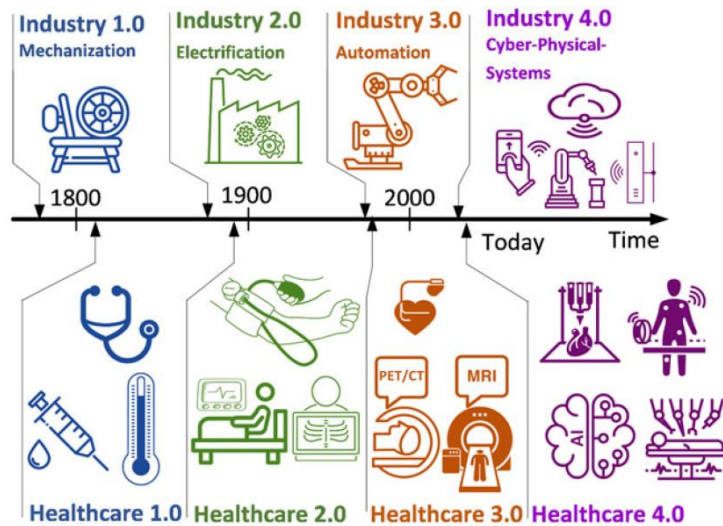 Industry 1.0
Mechanization
Industry 2.0
Electrification
Industry 3.0
Automation
Industry 4.0
Cyber-Physical-
Systems
1800
1900
2000
Today
Time
PET/CT
MRI
AI
Healthcare 1.0
Healthcare 2.0
Healthcare 3.0
Healthcare 4.0